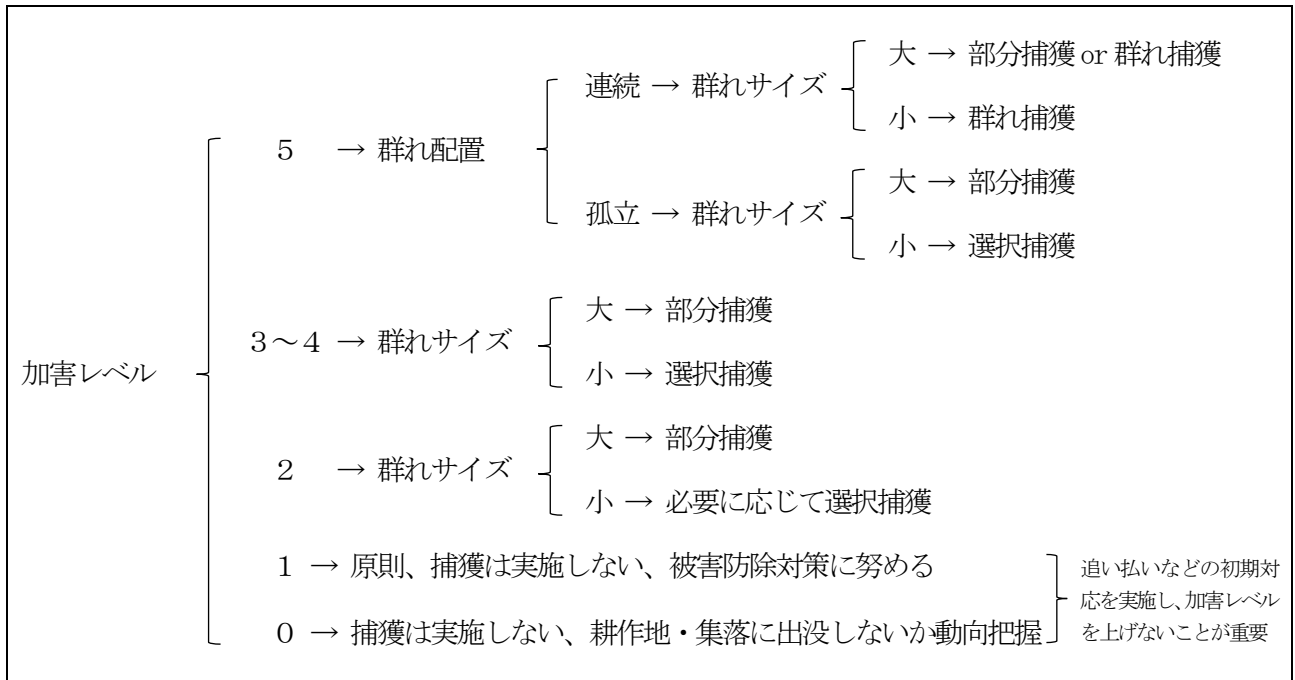 大 → 部分捕獲 or 群れ捕獲
連続 → 群れサイズ
小 → 群れ捕獲
5 → 群れ配置
大 → 部分捕獲
孤立 → 群れサイズ
小 → 選択捕獲
大 → 部分捕獲
3～4 → 群れサイズ
小 → 選択捕獲
加害レベル
大 → 部分捕獲
2 → 群れサイズ
小 → 必要に応じて選択捕獲
1 → 原則、捕獲は実施しない、被害防除対策に努める
0 → 捕獲は実施しない、耕作地・集落に出没しないか動向把握
追い払いなどの初期対
応を実施し、加害レベル
を上げないことが重要